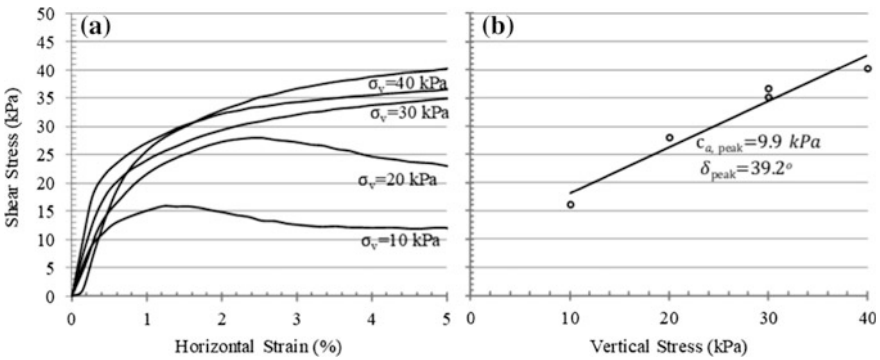 (a)
Shear Stress (kPa)
50
45
40
35
30
25
20
15
10
5
0
σv=40 kPa
σv=30 kPa
σv=20 kPa
σv=10 kPa
0 1 2 3 4 5
Horizontal Strain (%)
(b)
ca, peak=9.9 kPa
δpeak=39.2o
0 10 20 30 40
Vertical Stress (kPa)